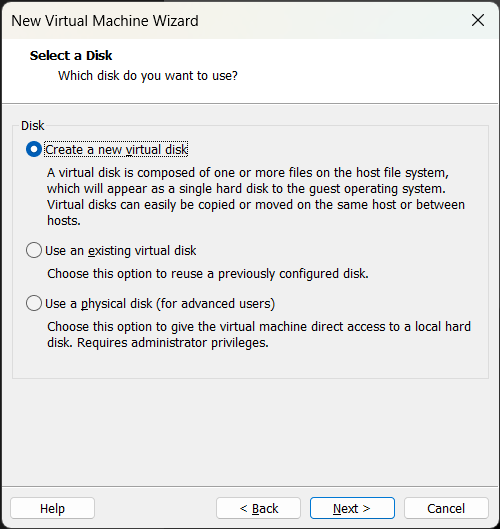 New Virtual Machine Wizard
Select a Disk
Which disk do you want to use?
Disk
Create a new virtual disk
A virtual disk is composed of one or more files on the host file system,
which will appear as a single hard disk to the guest operating system.
Virtual disks can easily be copied or moved on the same host or between
hosts.
Use an existing virtual disk
Choose this option to reuse a previously configured disk.
Use a physical disk (for advanced users)
Choose this option to give the virtual machine direct access to a local hard
disk. Requires administrator privileges.
Help
< Back
Next >
Cancel